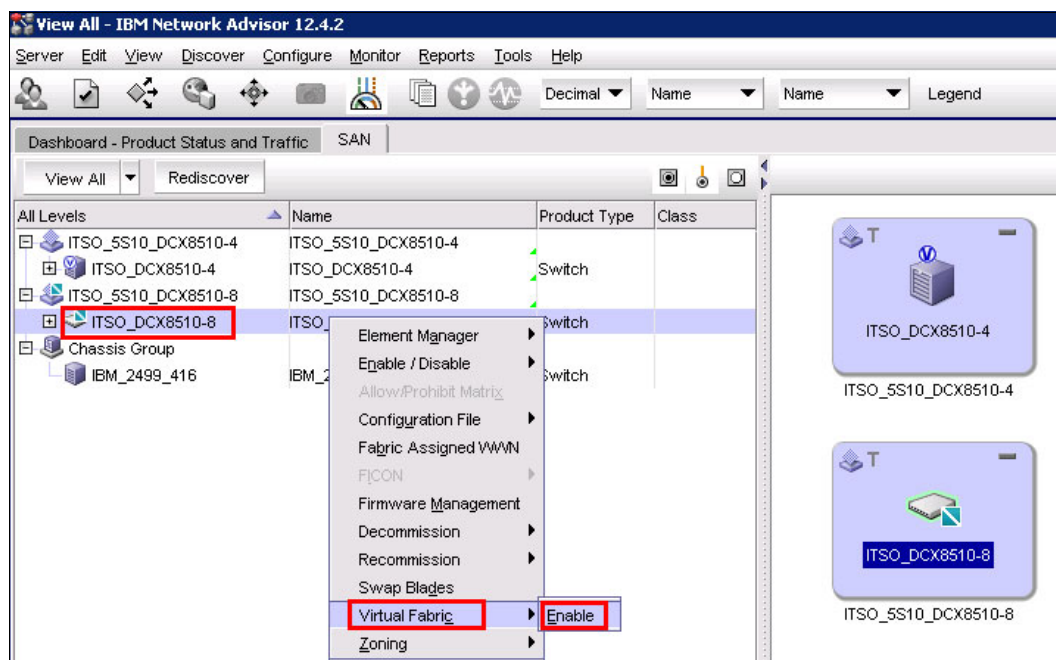 View All - IBM Network Advisor 12.4.2
Server Edit View Discover Configure Monitor Reports Tools Help
Decimal Name Name Legend
Dashboard - Product Status and Traffic SAN
View All Rediscover
All Levels Name Product Type Class
ITSO_5S10_DCX8510-4 ITSO_5S10_DCX8510-4
ITSO_DCX8510-4 ITSO_DCX8510-4 Switch
ITSO_5S10_DCX8510-8 ITSO_5S10_DCX8510-8
ITSO_DCX8510-8 ITSO_ Switch
Chassis Group
IBM_2499_416 IBM_2 Switch
Element Manager
Enable / Disable
Allow/Prohibit Matrix
Configuration File
Fabric Assigned WWN
FICON
Firmware Management
Decommission
Recommission
Swap Blades
Virtual Fabric Enable
Zoning
T
V
ITSO_DCX8510-4
ITSO_5S10_DCX8510-4
T
ITSO_DCX8510-8
ITSO_5S10_DCX8510-8